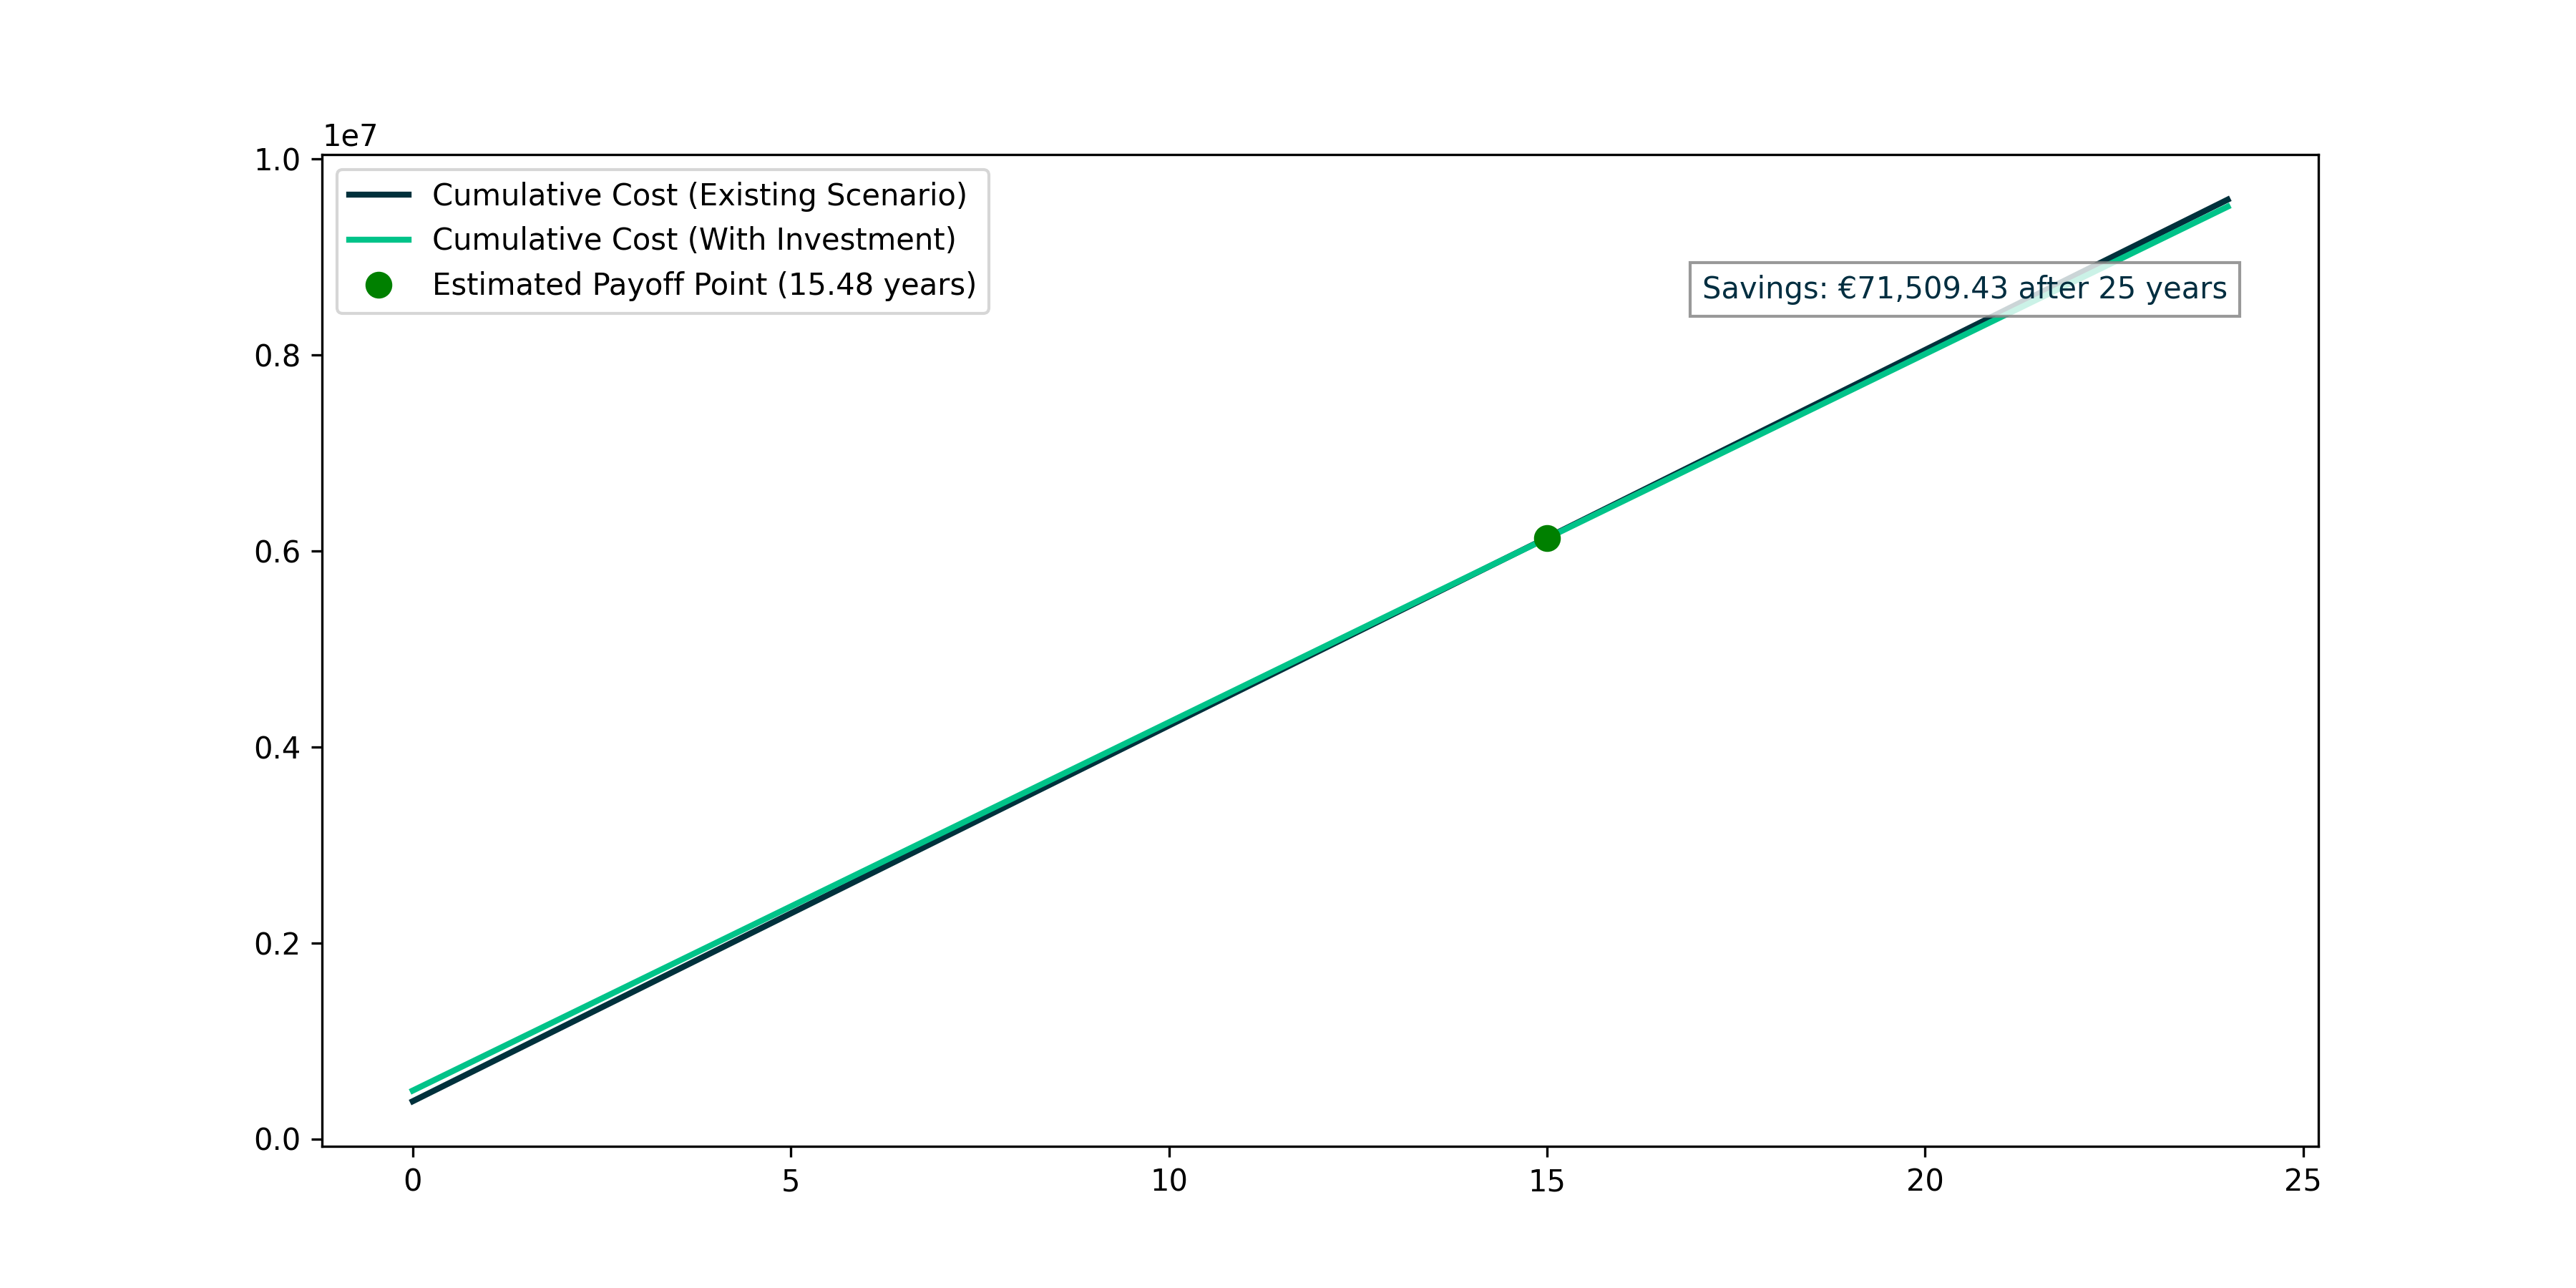 1e7
1.0
0.8
0.6
0.4
0.2
0.0
Cumulative Cost (Existing Scenario)
Cumulative Cost (With Investment)
Estimated Payoff Point (15.48 years)
Savings: €71,509.43 after 25 years
0 5 10 15 20 25